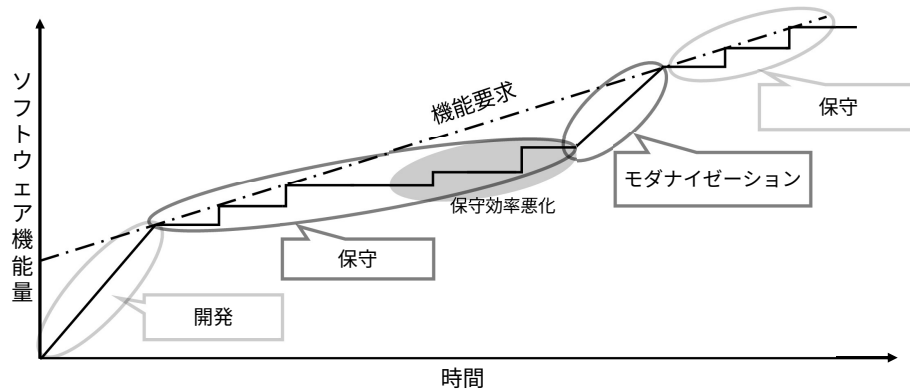 ソフトウェア機能量
機能要求
保守
モダナイゼーション
保守効率悪化
保守
開発
時間